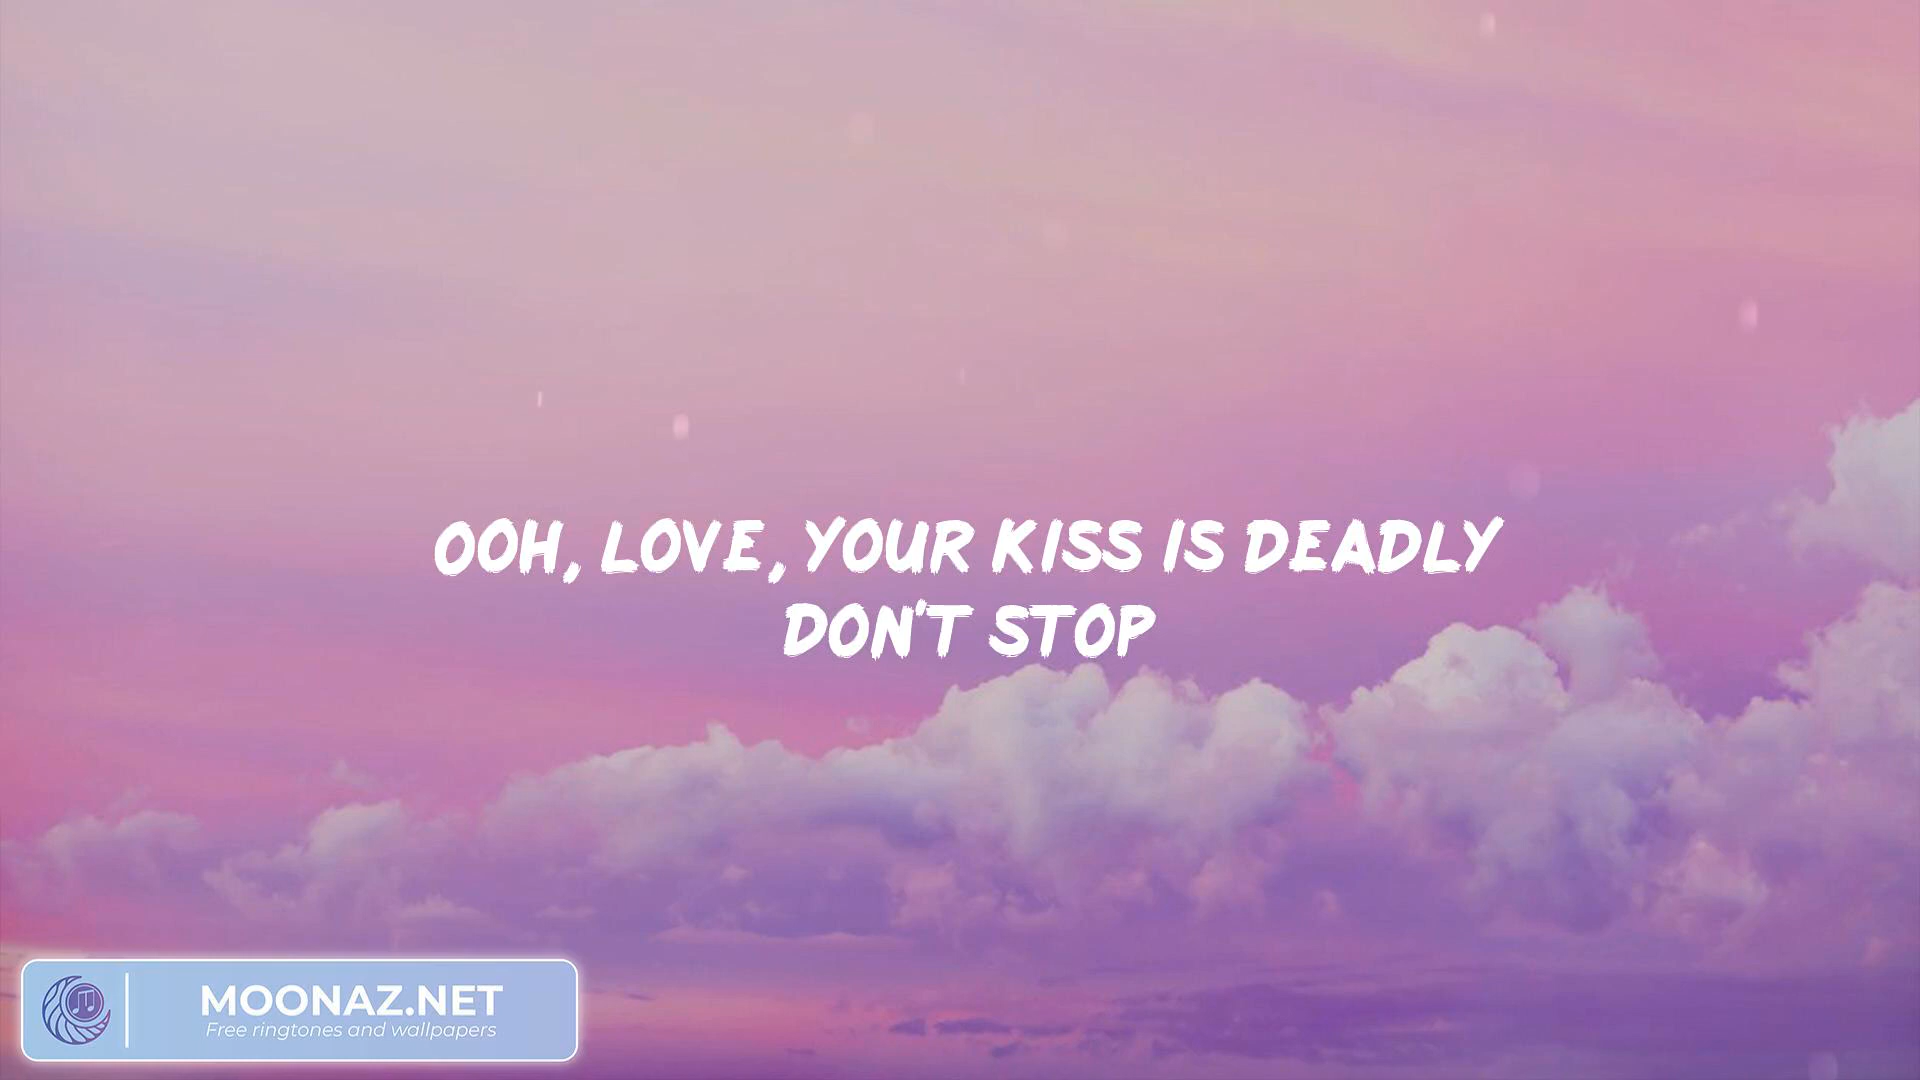 OOH, LOVE, YOUR KISS IS DEADLY
DON'T STOP
MOONAZ.NET
Free ringtones and wallpapers